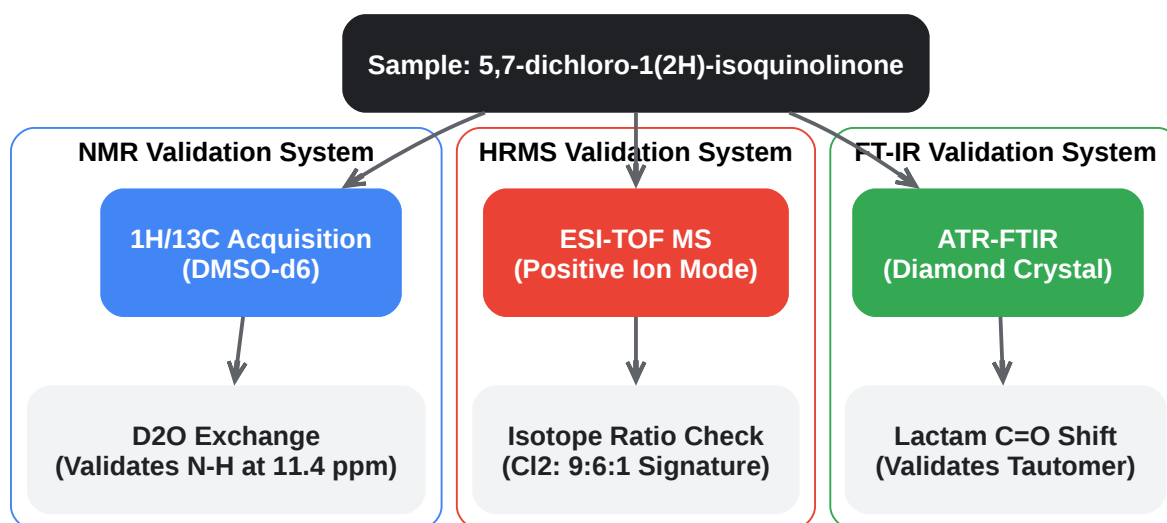 Sample: 5,7-dichloro-1(2H)-isoquinolinone
NMR Validation System
1H/13C Acquisition
(DMSO-d6)
D2O Exchange
(Validates N-H at 11.4 ppm)
HRMS Validation System
ESI-TOF MS
(Positive Ion Mode)
Isotope Ratio Check
(Cl2: 9:6:1 Signature)
FT-IR Validation System
ATR-FTIR
(Diamond Crystal)
Lactam C=O Shift
(Validates Tautomer)